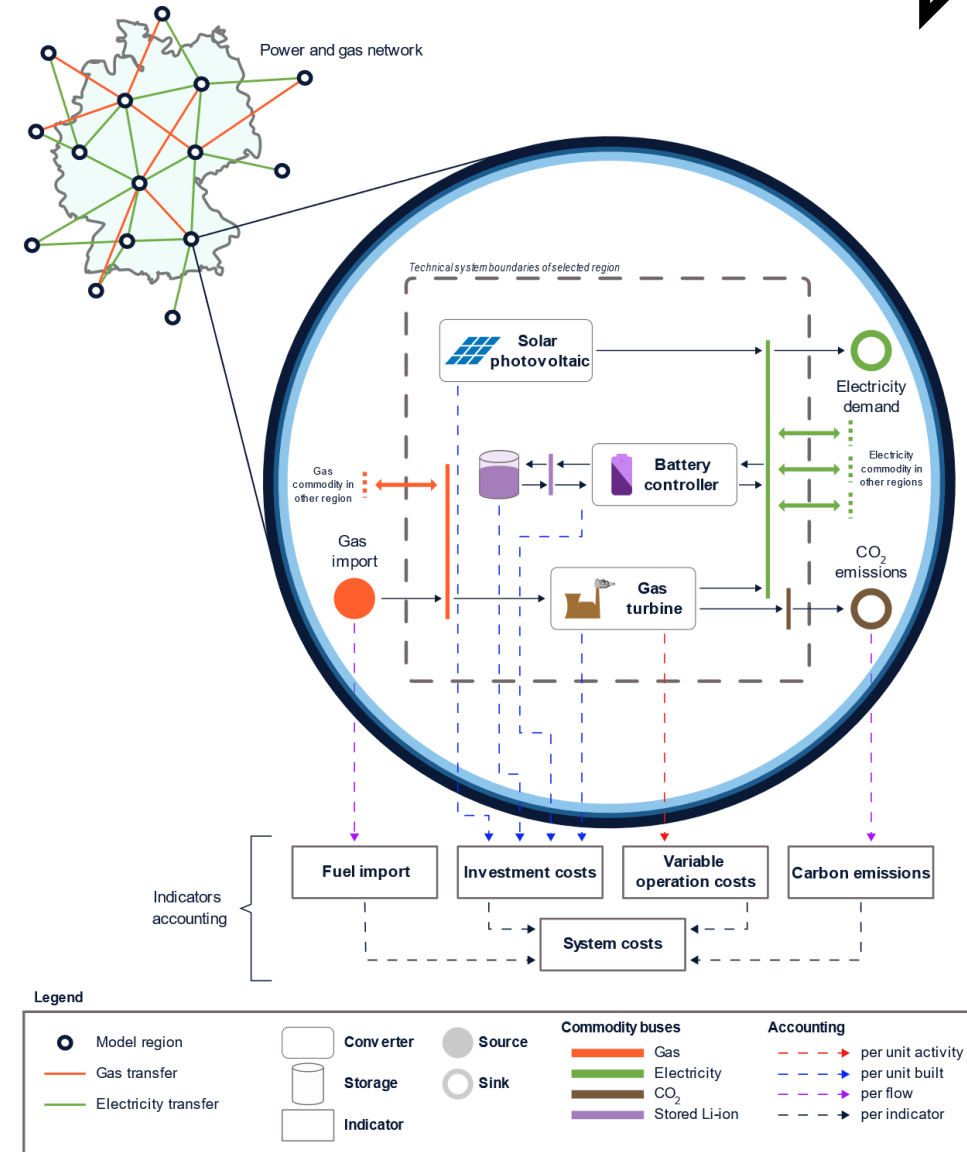 Power and gas network
Technical system boundaries of selected region
Solar
photovoltaic
Electricity
demand
Gas
commodity in
other region
Battery
controller
Electricity
commodity in
other regions
Gas
import
CO2
emissions
Gas
turbine
Indicators
accounting
Fuel import
Investment costs
Variable
operation costs
Carbon emissions
System costs
Legend
Model region
Gas transfer
Electricity transfer
Converter
Storage
Indicator
Source
Sink
Commodity buses
Gas
Electricity
CO2
Stored Li-ion
Accounting
per unit activity
per unit built
per flow
per indicator